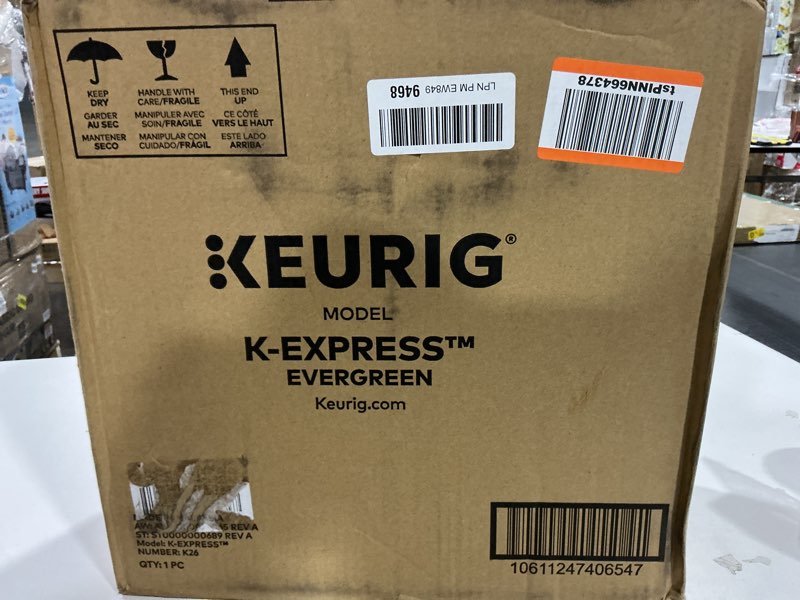 KEEP
DRY
GARDER
AU SEC
MANTENER
SECO
HANDLE WITH
CARE/FRAGILE
MANIPULER AVEC
SOIN/FRAGILE
MANIPULAR CON
CUIDADO/FRÁGIL
THIS END
UP
CE CÔTÉ
VERS LE HAUT
ESTE LADO
ARRIBA
LPN PM EW849 9468
tsPINN664378
KEURIG®
MODEL
K-EXPRESS™
EVERGREEN
Keurig.com
REV A
ST: STU0000000689 REV A
Model: K-EXPRESS™
NUMBER: K26
QTY: 1 PC
10611247406547